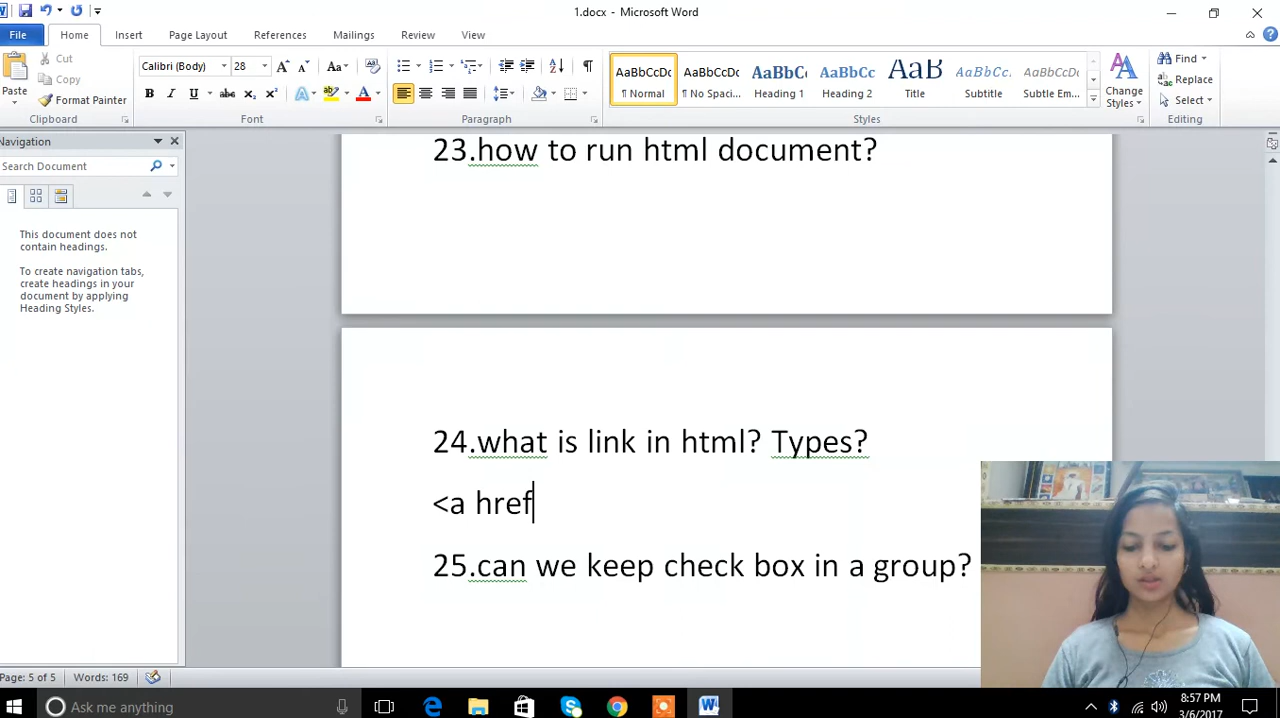 1.docx - Microsoft Word
File Home Insert Page Layout References Mailings Review View
Paste
Cut
Copy
Format Painter
Clipboard
Calibri (Body) 28
Font
Paragraph
AaBbCcDc AaBbCcDc AaBbC AaBbCc AaB AaBbCc. AaBbCcDc
¶ Normal ¶ No Spaci... Heading 1 Heading 2 Title Subtitle Subtle Em...
Styles
Change Styles
Find
Replace
Select
Editing
Navigation
Search Document
This document does not
contain headings.
To create navigation tabs,
create headings in your
document by applying
Heading Styles.
23.how to run html document?
24.what is link in html? Types?
<a href
25.can we keep check box in a group?
Page: 5 of 5 Words: 169
Ask me anything
8:57 PM
3/6/2017